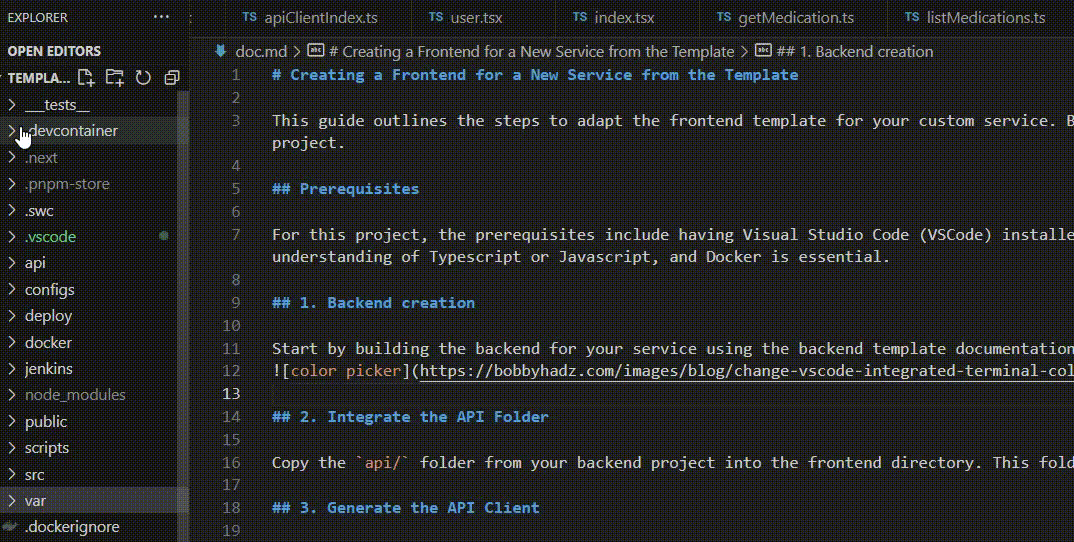 EXPLORER
···
TS apiClientIndex.ts
TS user.tsx
TS index.tsx
TS getMedication.ts
TS listMedications.ts
OPEN EDITORS
TEMPLA...
doc.md > # Creating a Frontend for a New Service from the Template > ## 1. Backend creation
___tests__
.devcontainer
.next
.pnpm-store
.swc
.vscode
api
configs
deploy
docker
jenkins
node_modules
public
scripts
src
var
.dockerignore
1 # Creating a Frontend for a New Service from the Template
2
3 This guide outlines the steps to adapt the frontend template for your custom service. B
project.
4
5 ## Prerequisites
6
7 For this project, the prerequisites include having Visual Studio Code (VSCode) installe
understanding of Typescript or Javascript, and Docker is essential.
8
9 ## 1. Backend creation
10
11 Start by building the backend for your service using the backend template documentation
12 ![color picker](https://bobbyhadz.com/images/blog/change-vscode-integrated-terminal-col
13
14 ## 2. Integrate the API Folder
15
16 Copy the `api/` folder from your backend project into the frontend directory. This fold
17
18 ## 3. Generate the API Client
19